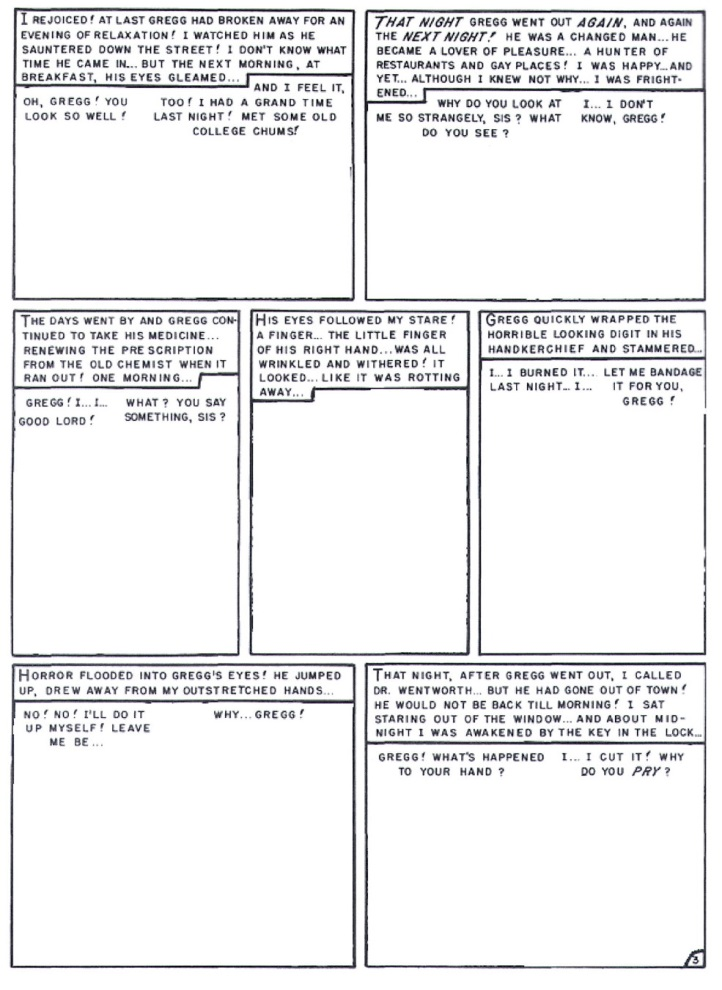 I REJOICED! AT LAST GREGG HAD BROKEN AWAY FOR AN
EVENING OF RELAXATION! I WATCHED HIM AS HE
SAUNTERED DOWN THE STREET! I DON'T KNOW WHAT
TIME HE CAME IN... BUT THE NEXT MORNING, AT
BREAKFAST, HIS EYES GLEAMED...
OH, GREGG! YOU
LOOK SO WELL!
AND I FEEL IT,
TOO! I HAD A GRAND TIME
LAST NIGHT! MET SOME OLD
COLLEGE CHUMS!
THAT NIGHT GREGG WENT OUT AGAIN, AND AGAIN
THE NEXT NIGHT! HE WAS A CHANGED MAN... HE
BECAME A LOVER OF PLEASURE... A HUNTER OF
RESTAURANTS AND GAY PLACES! I WAS HAPPY...AND
YET... ALTHOUGH I KNEW NOT WHY... I WAS FRIGHT-
ENED...
WHY DO YOU LOOK AT
ME SO STRANGELY, SIS? WHAT
DO YOU SEE?
I... I DON'T
KNOW, GREGG!
THE DAYS WENT BY AND GREGG CON-
TINUED TO TAKE HIS MEDICINE...
RENEWING THE PRESCRIPTION
FROM THE OLD CHEMIST WHEN IT
RAN OUT! ONE MORNING...
GREGG! I... I...
GOOD LORD!
WHAT? YOU SAY
SOMETHING, SIS?
HIS EYES FOLLOWED MY STARE!
A FINGER... THE LITTLE FINGER
OF HIS RIGHT HAND...WAS ALL
WRINKLED AND WITHERED! IT
LOOKED... LIKE IT WAS ROTTING
AWAY...
GREGG QUICKLY WRAPPED THE
HORRIBLE LOOKING DIGIT IN HIS
HANDKERCHIEF AND STAMMERED...
I... I BURNED IT...
LAST NIGHT... I...
LET ME BANDAGE
IT FOR YOU,
GREGG!
HORROR FLOODED INTO GREGG'S EYES! HE JUMPED
UP, DREW AWAY FROM MY OUTSTRETCHED HANDS...
NO! NO! I'LL DO IT
UP MYSELF! LEAVE
ME BE...
WHY... GREGG!
THAT NIGHT, AFTER GREGG WENT OUT, I CALLED
DR. WENTWORTH... BUT HE HAD GONE OUT OF TOWN!
HE WOULD NOT BE BACK TILL MORNING! I SAT
STARING OUT OF THE WINDOW... AND ABOUT MID-
NIGHT I WAS AWAKENED BY THE KEY IN THE LOCK...
GREGG! WHAT'S HAPPENED
TO YOUR HAND?
I... I CUT IT! WHY
DO YOU PRY?
3